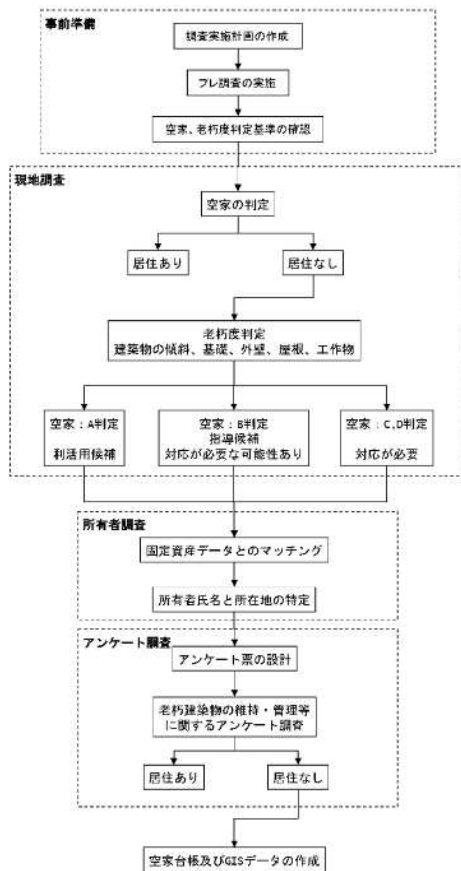 事前準備
調査実施計画の作成
プレ調査の実施
空家、老朽度判定基準の確認
現地調査
空家の判定
居住あり
居住なし
老朽度判定
建築物の傾斜、基礎、外壁、屋根、工作物
空家：A判定
利活用候補
空家：B判定
指導候補
対応が必要な可能性あり
空家：C,D判定
対応が必要
所有者調査
固定資産データとのマッチング
所有者氏名と所在地の特定
アンケート調査
アンケート票の設計
老朽建築物の維持・管理等
に関するアンケート調査
居住あり
居住なし
空家台帳及びGISデータの作成